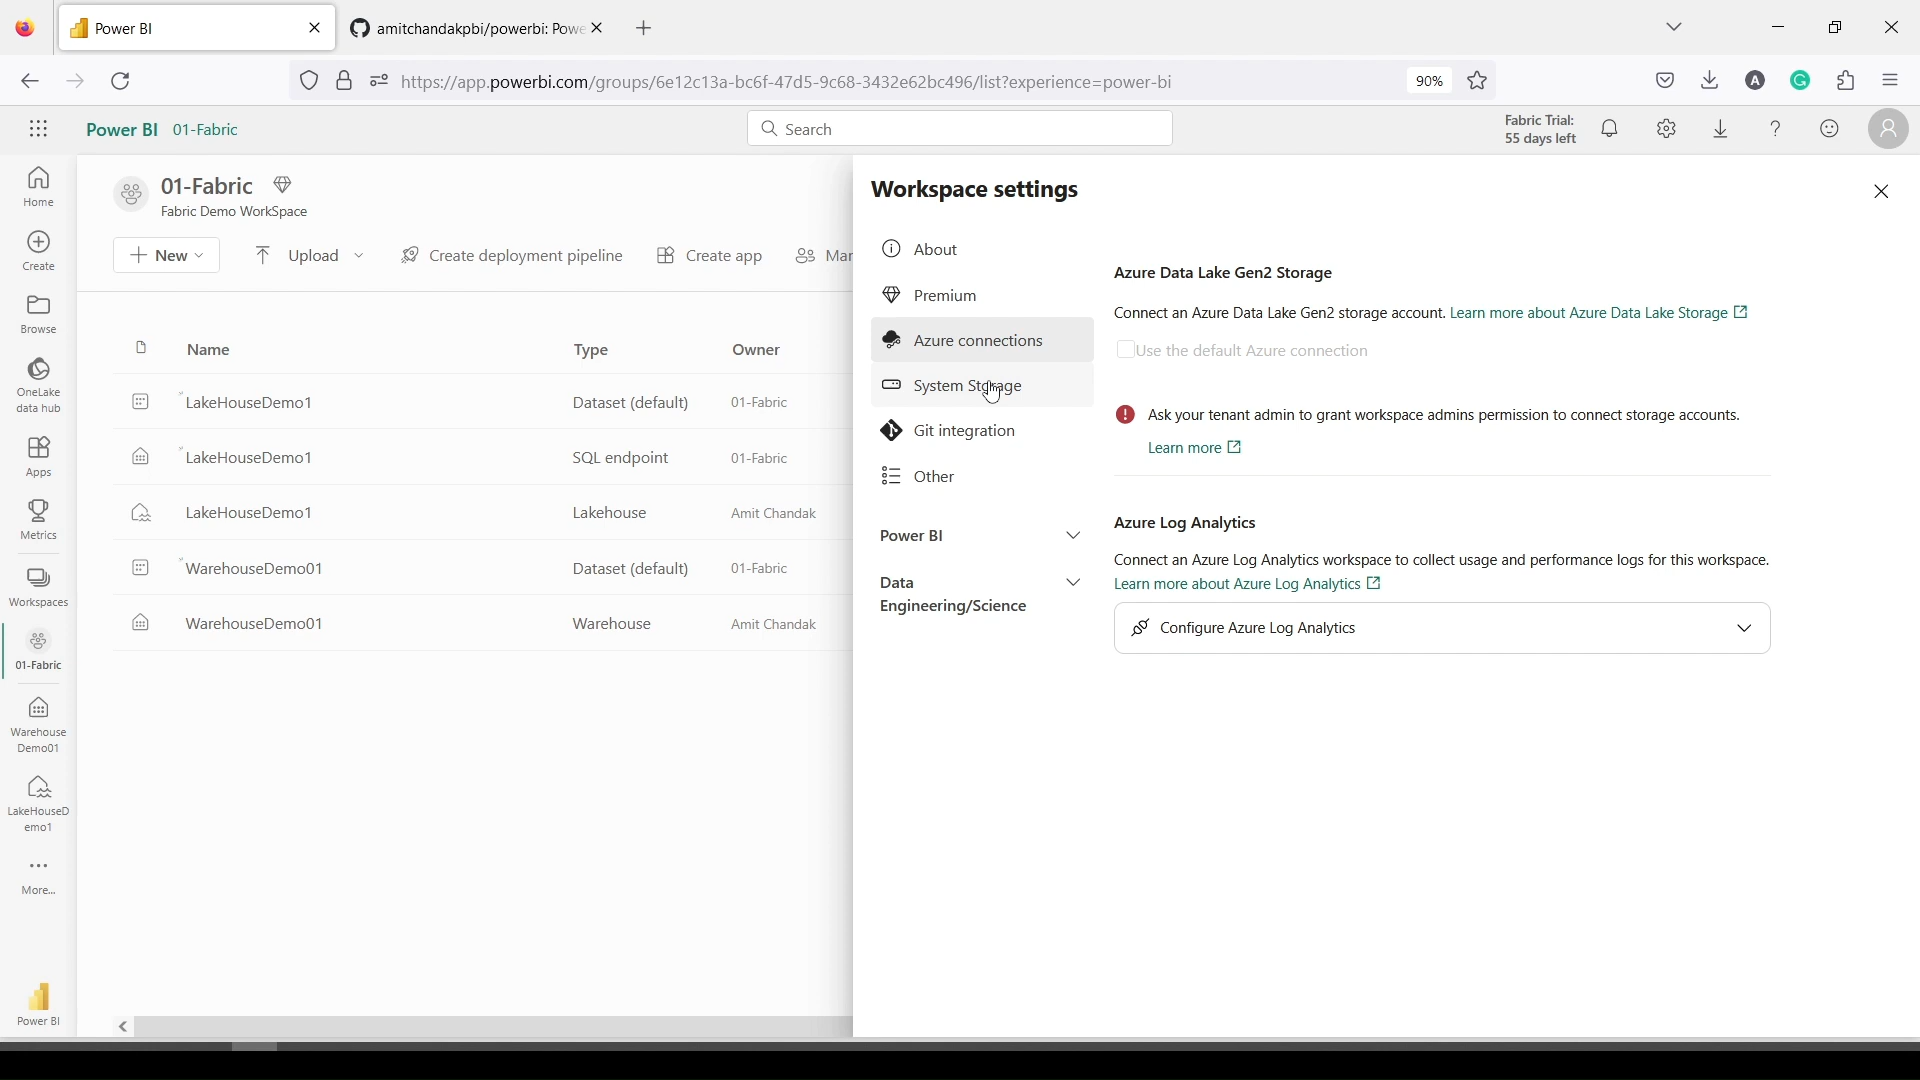 Power BI
amitchandakpbi/powerbi: Powe
https://app.powerbi.com/groups/6e12c13a-bc6f-47d5-9c68-3432e62bc496/list?experience=power-bi
90%
A
G
Power BI 01-Fabric
Search
Fabric Trial:
55 days left
?
Home
Create
Browse
OneLake
data hub
Apps
Metrics
Workspaces
01-Fabric
Warehouse
Demo01
LakeHouseD
emo1
More...
Power BI
01-Fabric
Fabric Demo WorkSpace
New
Upload
Create deployment pipeline
Create app
Mar
Name Type Owner
LakeHouseDemo1 Dataset (default) 01-Fabric
LakeHouseDemo1 SQL endpoint 01-Fabric
LakeHouseDemo1 Lakehouse Amit Chandak
WarehouseDemo01 Dataset (default) 01-Fabric
WarehouseDemo01 Warehouse Amit Chandak
Workspace settings
About
Premium
Azure connections
System Storage
Git integration
Other
Power BI
Data
Engineering/Science
Azure Data Lake Gen2 Storage
Connect an Azure Data Lake Gen2 storage account. Learn more about Azure Data Lake Storage
Use the default Azure connection
Ask your tenant admin to grant workspace admins permission to connect storage accounts.
Learn more
Azure Log Analytics
Connect an Azure Log Analytics workspace to collect usage and performance logs for this workspace.
Learn more about Azure Log Analytics
Configure Azure Log Analytics